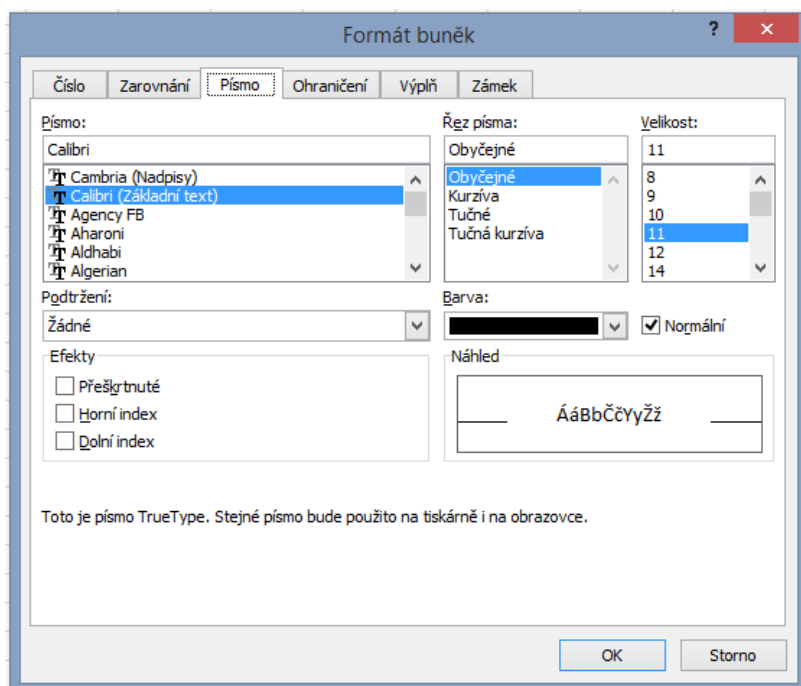 Formát buněk
?
Číslo Zarovnání Písmo Ohraničení Výplň Zámek
Písmo: Řez písma: Velikost:
Calibri Obyčejné 11
Cambria (Nadpisy) Obyčejné 8
Calibri (Základní text) Kurzíva 9
Agency FB Tučné 10
Aharoni Tučná kurzíva 11
Aldhabi 12
Algerian 14
Podtržení: Barva:
Žádné Normální
Efekty Náhled
Přeškrtnuté
Horní index ÁáBbČčYyŽž
Dolní index
Toto je písmo TrueType. Stejné písmo bude použito na tiskárně i na obrazovce.
OK Storno